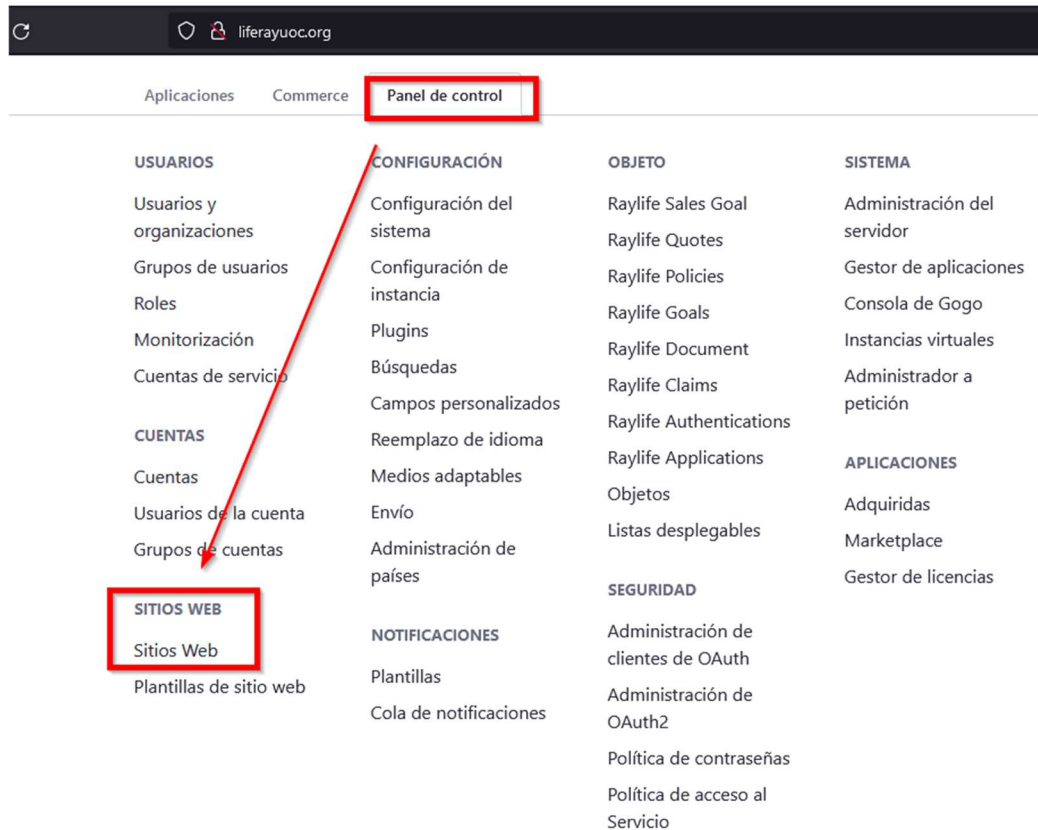 liferayuoc.org
Aplicaciones Commerce Panel de control
USUARIOS
Usuarios y
organizaciones
Grupos de usuarios
Roles
Monitorización
Cuentas de servicio
CUENTAS
Cuentas
Usuarios de la cuenta
Grupos de cuentas
SITIOS WEB
Sitios Web
Plantillas de sitio web
CONFIGURACIÓN
Configuración del
sistema
Configuración de
instancia
Plugins
Búsquedas
Campos personalizados
Reemplazo de idioma
Medios adaptables
Envío
Administración de
países
NOTIFICACIONES
Plantillas
Cola de notificaciones
OBJETO
Raylife Sales Goal
Raylife Quotes
Raylife Policies
Raylife Goals
Raylife Document
Raylife Claims
Raylife Authentications
Raylife Applications
Objetos
Listas desplegables
SEGURIDAD
Administración de
clientes de OAuth
Administración de
OAuth2
Política de contraseñas
Política de acceso al
Servicio
SISTEMA
Administración del
servidor
Gestor de aplicaciones
Consola de Gogo
Instancias virtuales
Administrador a
petición
APLICACIONES
Adquiridas
Marketplace
Gestor de licencias